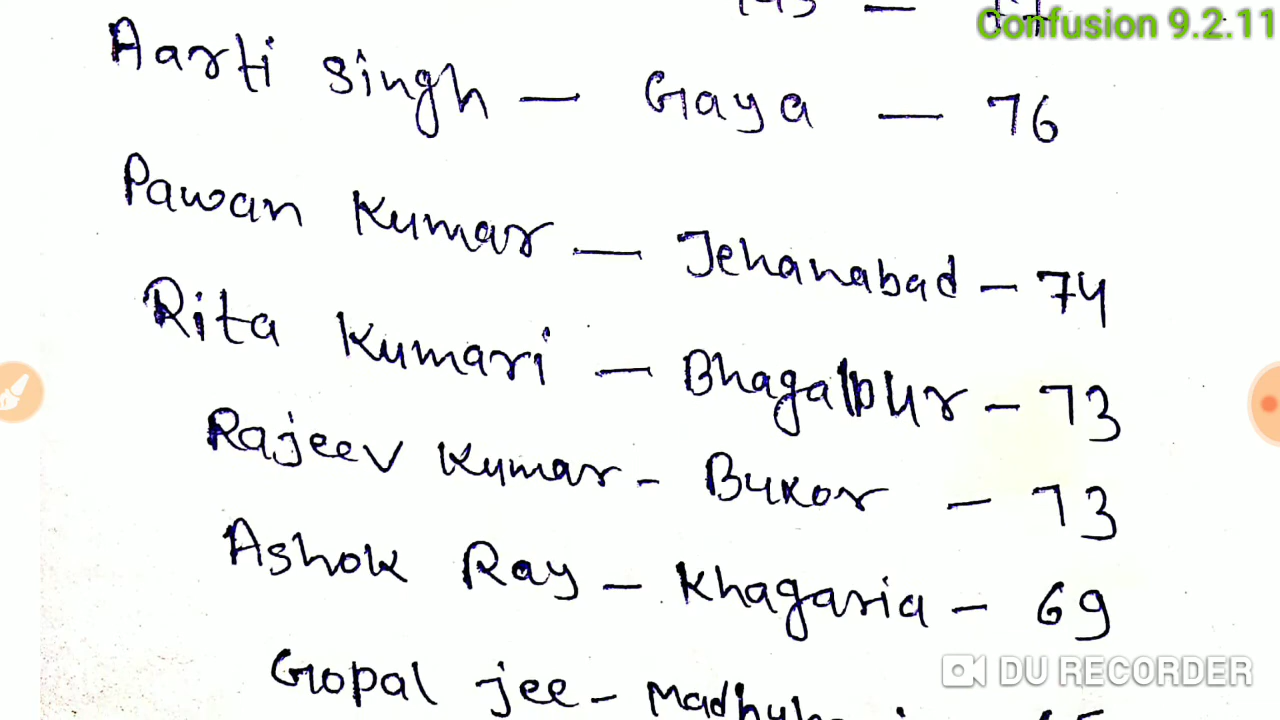 Confusion 9.2.11
Aarti Singh — Gaya — 76
Pawan Kumar — Jehanabad — 74
Rita Kumari — Bhagalpur — 73
Rajeev Kumar - Buxor — 73
Ashok Ray — Khagaria — 69
Gopal jee —
DU RECORDER